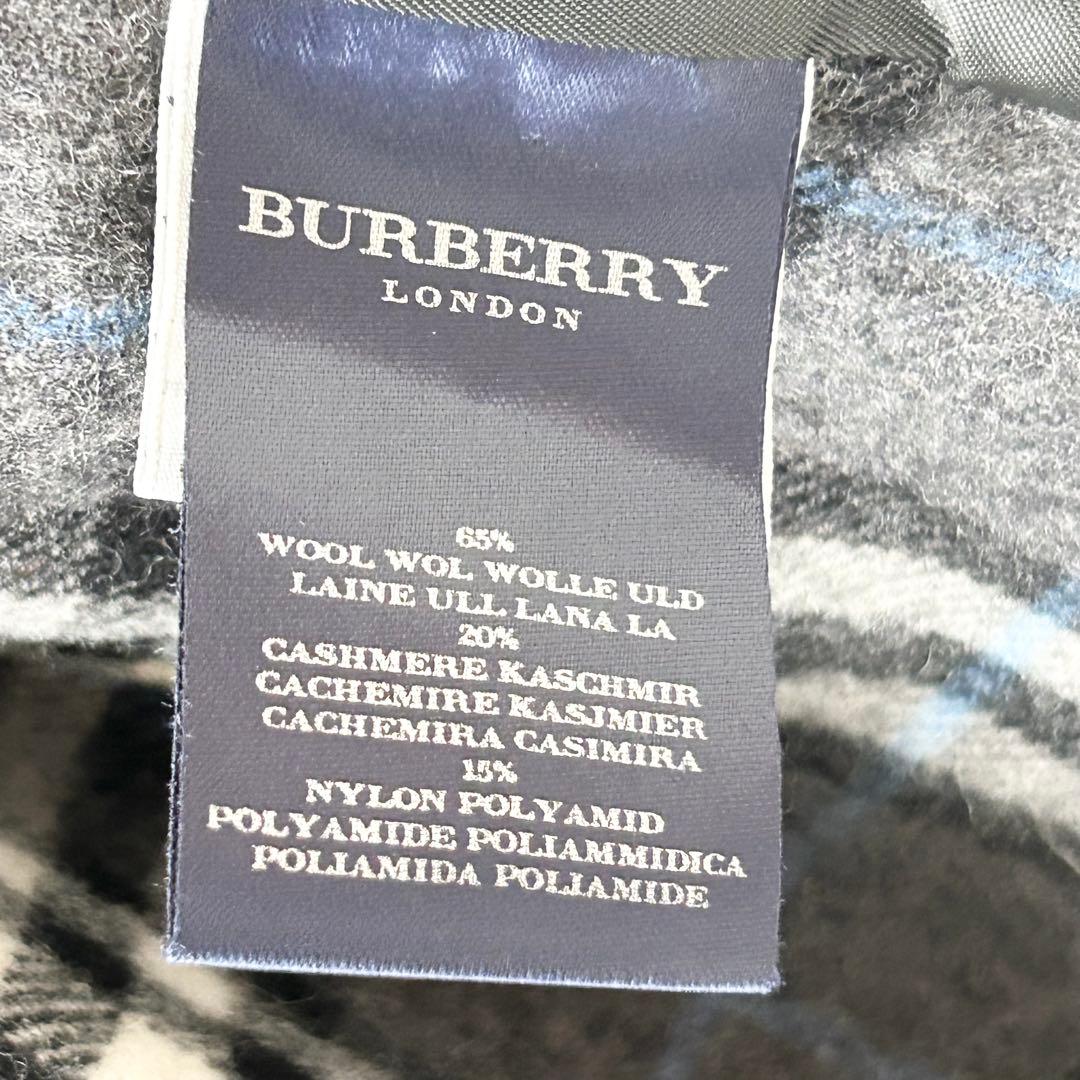 BURBERRY
LONDON
65%
WOOL WOL WOLLE ULD
LAINE ULL LANA LA
20%
CASHMERE KASCHMIR
CACHEMIRE KASJMIER
CACHEMIRA CASIMIRA
15%
NYLON POLYAMID
POLYAMIDE POLIAMMIDICA
POLIAMIDA POLIAMIDE